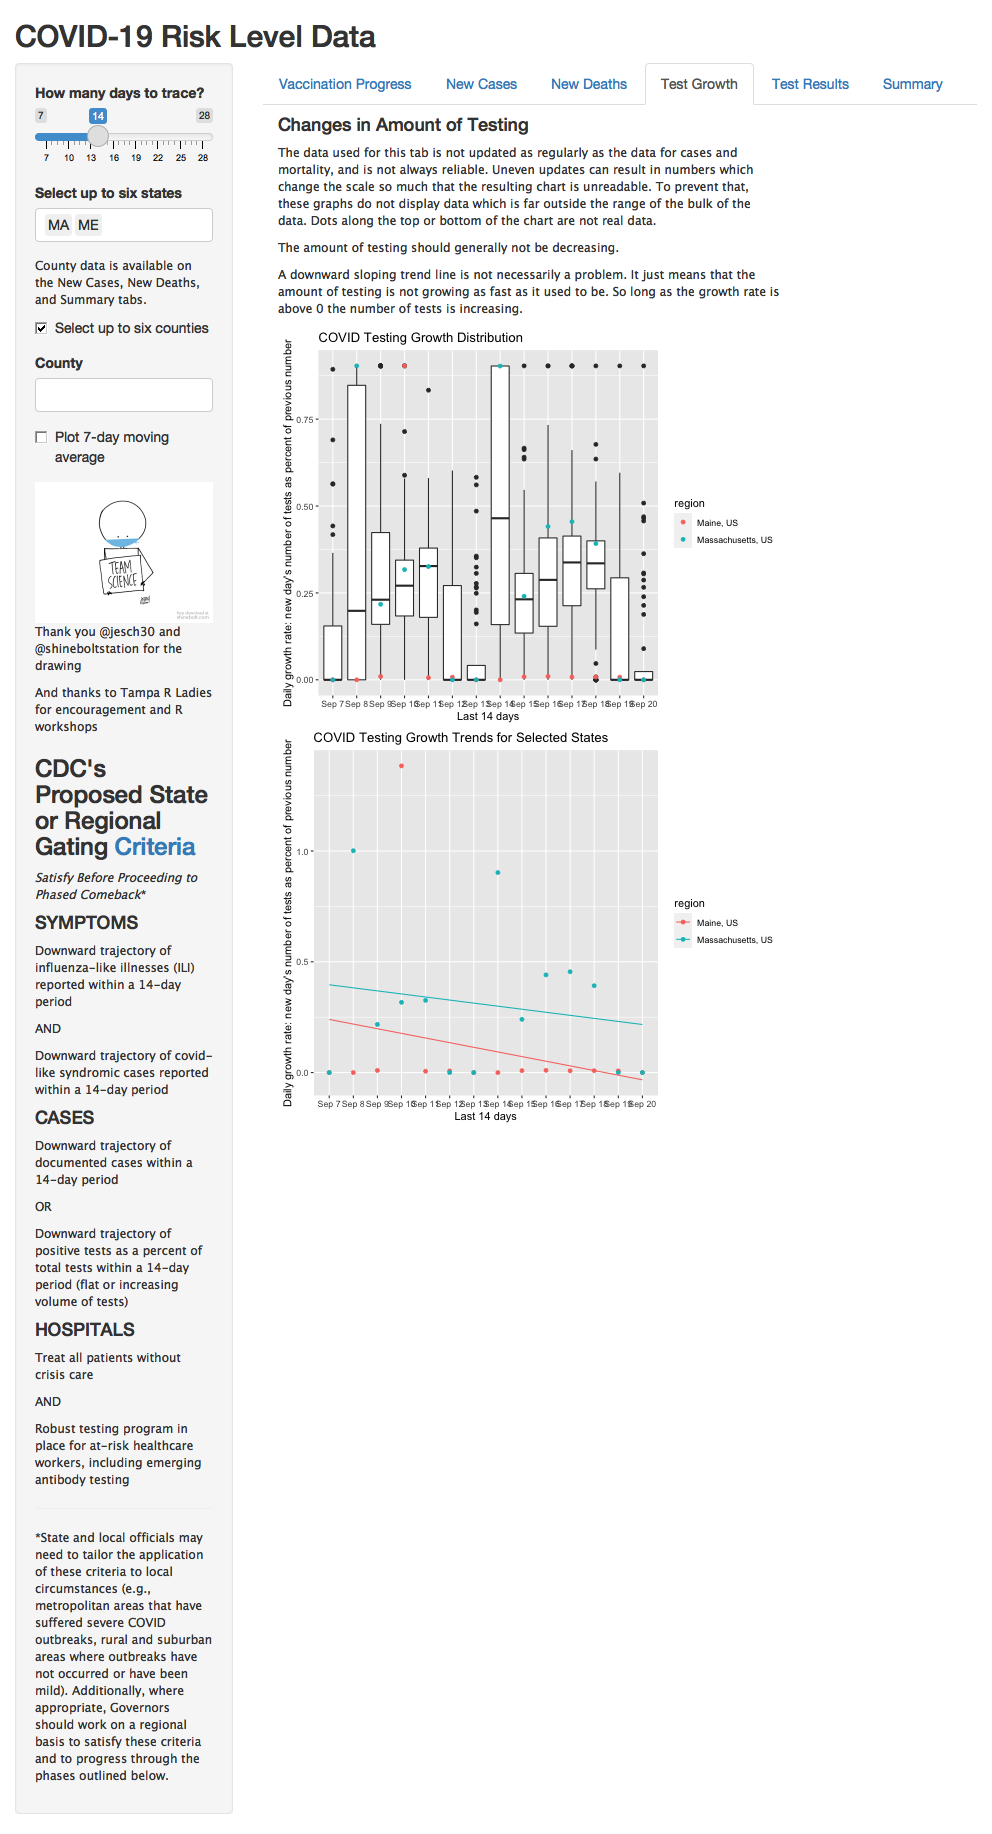 COVID-19 Risk Level Data
How many days to trace?
7
14
28
7 10 13 16 19 22 25 28
Select up to six states
MA ME
County data is available on
the New Cases, New Deaths,
and Summary tabs.
Select up to six counties
County
Plot 7-day moving
average
TEAM
SCIENCE
Thank you @jesch30 and
@shineboltstation for the
drawing
And thanks to Tampa R Ladies
for encouragement and R
workshops
CDC's
Proposed State
or Regional
Gating Criteria
Satisfy Before Proceeding to
Phased Comeback*
SYMPTOMS
Downward trajectory of
influenza-like illnesses (ILI)
reported within a 14-day
period
AND
Downward trajectory of covid-
like syndromic cases reported
within a 14-day period
CASES
Downward trajectory of
documented cases within a
14-day period
OR
Downward trajectory of
positive tests as a percent of
total tests within a 14-day
period (flat or increasing
volume of tests)
HOSPITALS
Treat all patients without
crisis care
AND
Robust testing program in
place for at-risk healthcare
workers, including emerging
antibody testing
*State and local officials may
need to tailor the application
of these criteria to local
circumstances (e.g.,
metropolitan areas that have
suffered severe COVID
outbreaks, rural and suburban
areas where outbreaks have
not occurred or have been
mild). Additionally, where
appropriate, Governors
should work on a regional
basis to satisfy these criteria
and to progress through the
phases outlined below.
Vaccination Progress New Cases New Deaths Test Growth Test Results Summary
Changes in Amount of Testing
The data used for this tab is not updated as regularly as the data for cases and
mortality, and is not always reliable. Uneven updates can result in numbers which
change the scale so much that the resulting chart is unreadable. To prevent that,
these graphs do not display data which is far outside the range of the bulk of the
data. Dots along the top or bottom of the chart are not real data.
The amount of testing should generally not be decreasing.
A downward sloping trend line is not necessarily a problem. It just means that the
amount of testing is not growing as fast as it used to be. So long as the growth rate is
above 0 the number of tests is increasing.
COVID Testing Growth Distribution
Daily growth rate: new day's number of tests as percent of previous number
0.75
0.50
0.25
0.00
Sep 7 Sep 8 Sep 9 Sep 10 Sep 11 Sep 12 Sep 13 Sep 14 Sep 15 Sep 16 Sep 17 Sep 18 Sep 19 Sep 20
Last 14 days
region
Maine, US
Massachusetts, US
COVID Testing Growth Trends for Selected States
Daily growth rate: new day's number of tests as percent of previous number
1.0
0.5
0.0
Sep 7 Sep 8 Sep 9 Sep 10 Sep 11 Sep 12 Sep 13 Sep 14 Sep 15 Sep 16 Sep 17 Sep 18 Sep 19 Sep 20
Last 14 days
region
Maine, US
Massachusetts, US